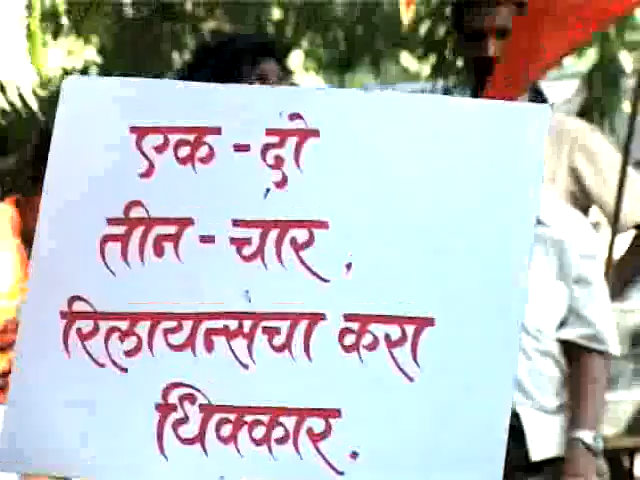 एक - दो
तीन - चार.
रिलायन्सचा करा
धिक्कार.